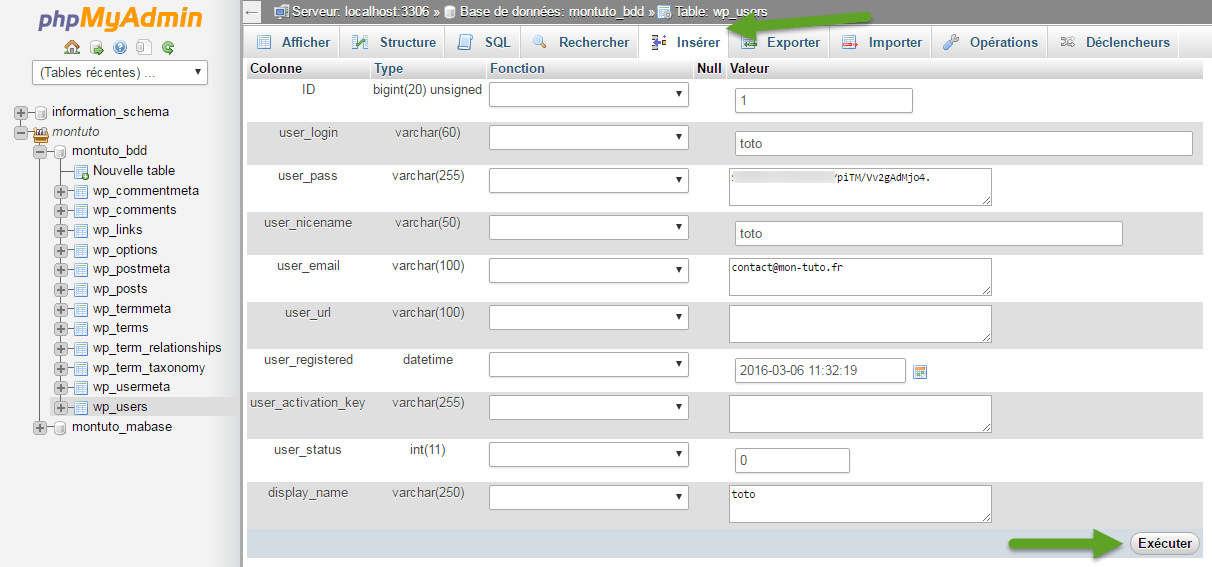 phpMyAdmin
Serveur: localhost:3306 » Base de données: montuto_bdd » Table: wp_users
Afficher Structure SQL Rechercher Insérer Exporter Importer Opérations Déclencheurs
(Tables récentes) ...
information_schema
montuto
montuto_bdd
Nouvelle table
wp_commentmeta
wp_comments
wp_links
wp_options
wp_postmeta
wp_posts
wp_termmeta
wp_terms
wp_term_relationships
wp_term_taxonomy
wp_usermeta
wp_users
montuto_mabase
Colonne Type Fonction Null Valeur
ID bigint(20) unsigned 1
user_login varchar(60) toto
user_pass varchar(255) /piTM/Vv2gAdMjo4.
user_nicename varchar(50) toto
user_email varchar(100) contact@mon-tuto.fr
user_url varchar(100)
user_registered datetime 2016-03-06 11:32:19
user_activation_key varchar(255)
user_status int(11) 0
display_name varchar(250) toto
Exécuter